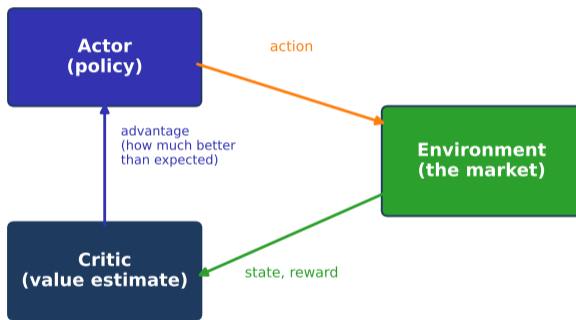 Actor
(policy)
action
advantage
(how much better
than expected)
Environment
(the market)
Critic
(value estimate)
state, reward